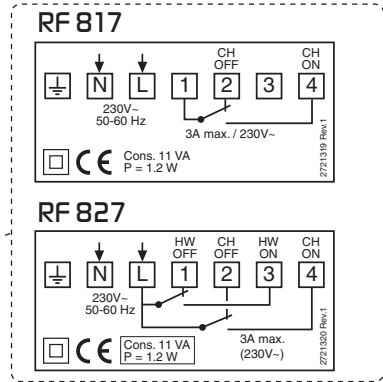 RF 817
CH CH
OFF ON
N L 1 2 3 4
230V~
50-60 Hz
3A max. / 230V~
CE Cons. 11 VA
P = 1.2 W
2721319 Rev.1
RF 827
HW CH HW CH
OFF OFF ON ON
N L 1 2 3 4
230V~
50-60 Hz
3A max.
(230V~)
CE Cons. 11 VA
P = 1.2 W
2721320 Rev.1